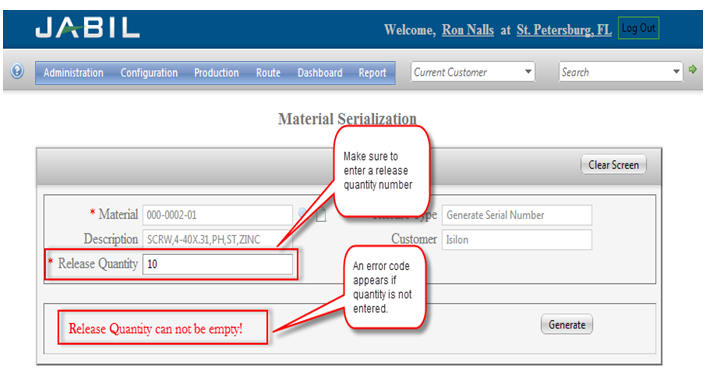 JABIL
Welcome, Ron Nalls at St. Petersburg, FL Log Out
Administration Configuration Production Route Dashboard Report Current Customer Search
Material Serialization
Clear Screen
Make sure to
enter a release
quantity number
* Material 000-0002-01
Type Generate Serial Number
Description SCRW,4-40X.31,PH,ST,ZINC
Customer Isilon
* Release Quantity 10
An error code
appears if
quantity is not
entered.
Release Quantity can not be empty!
Generate